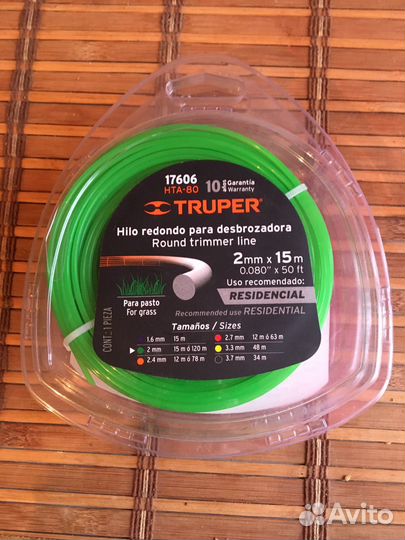 17606
HTA-80
10 años Garantía
Warranty
TRUPER
Hilo redondo para desbrozadora
Round trimmer line
2mm x 15m
0.080" x 50 ft
Uso recomendado:
RESIDENCIAL
Recommended use RESIDENTIAL
Para pasto
For grass
CONT.: 1 PIEZA
Tamaños / Sizes
1.6 mm 15 m 2.7 mm 12 m ó 63 m
2 mm 15 m ó 120 m 3.3 mm 48 m
2.4 mm 12 m ó 78 m 3.7 mm 34 m
Avito